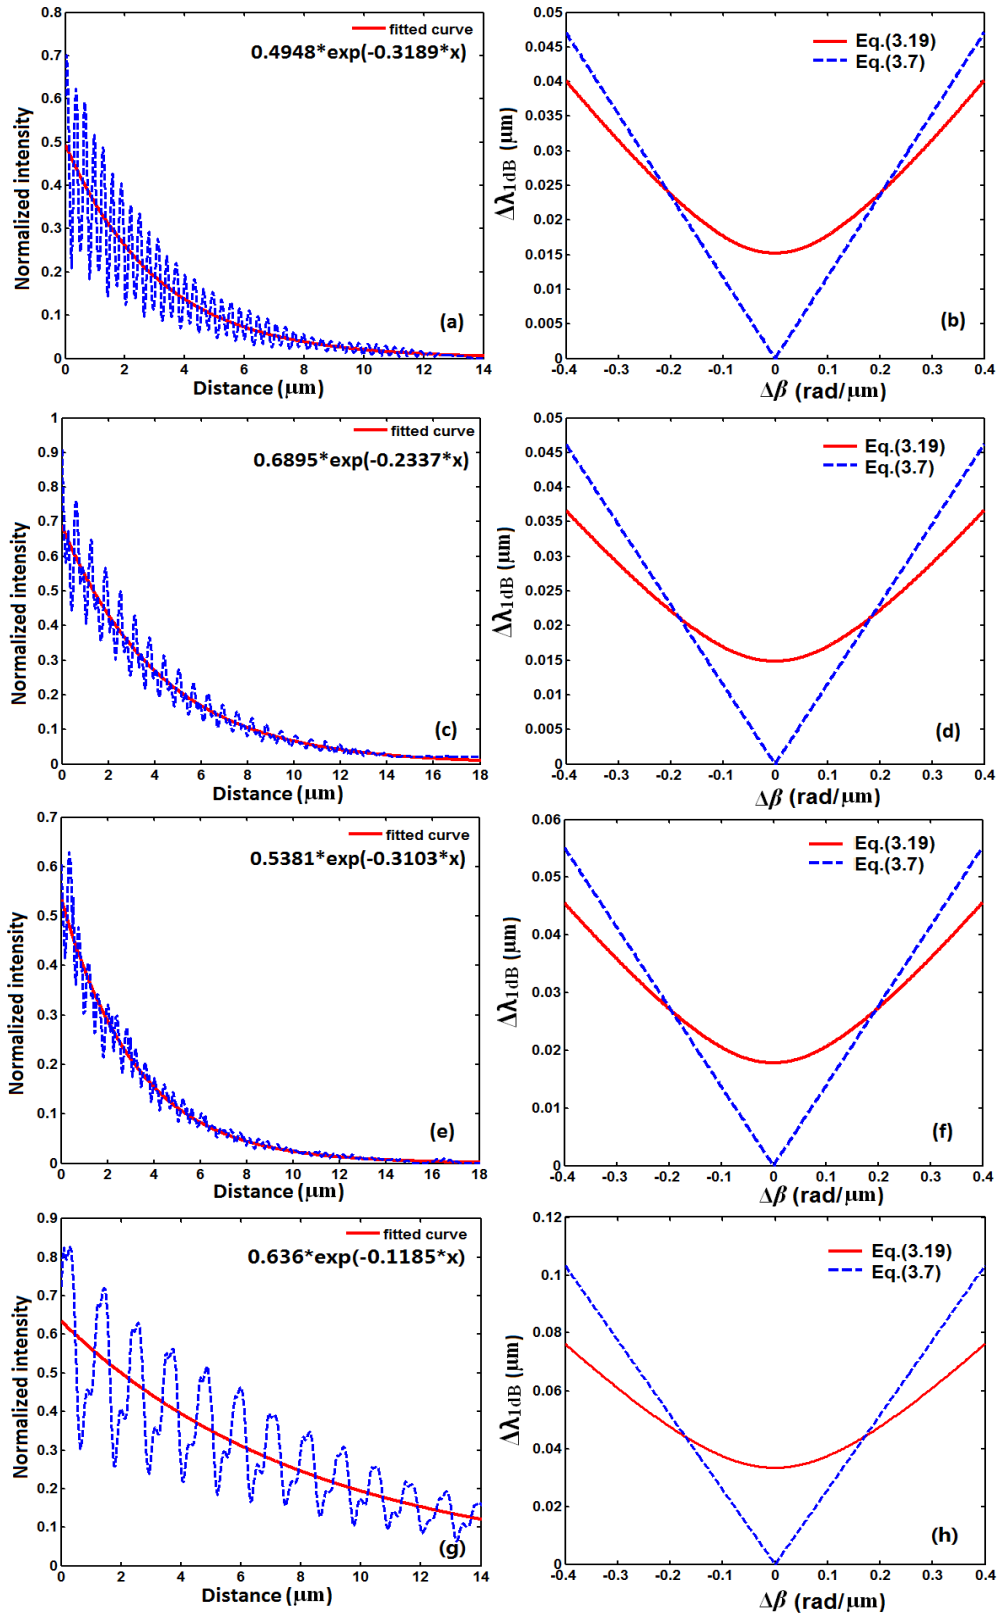 0.8
0.7
0.6
0.5
0.4
0.3
0.2
0.1
0
Normalized intensity
fitted curve
0.4948*exp(-0.3189*x)
(a)
0 2 4 6 8 10 12 14
Distance (μm)
0.05
0.045
0.04
0.035
0.03
0.025
0.02
0.015
0.01
0.005
0
Δλ1dB (μm)
Eq.(3.19)
Eq.(3.7)
(b)
-0.4 -0.3 -0.2 -0.1 0 0.1 0.2 0.3 0.4
Δβ (rad/μm)
1
0.9
0.8
0.7
0.6
0.5
0.4
0.3
0.2
0.1
0
Normalized intensity
fitted curve
0.6895*exp(-0.2337*x)
(c)
0 2 4 6 8 10 12 14 16 18
Distance (μm)
0.05
0.045
0.04
0.035
0.03
0.025
0.02
0.015
0.01
0.005
0
Δλ1dB (μm)
Eq.(3.19)
Eq.(3.7)
(d)
-0.4 -0.3 -0.2 -0.1 0 0.1 0.2 0.3 0.4
Δβ (rad/μm)
0.7
0.6
0.5
0.4
0.3
0.2
0.1
0
Normalized intensity
fitted curve
0.5381*exp(-0.3103*x)
(e)
0 2 4 6 8 10 12 14 16 18
Distance (μm)
0.06
0.05
0.04
0.03
0.02
0.01
0
Δλ1dB (μm)
Eq.(3.19)
Eq.(3.7)
(f)
-0.4 -0.3 -0.2 -0.1 0 0.1 0.2 0.3 0.4
Δβ (rad/μm)
0.9
0.8
0.7
0.6
0.5
0.4
0.3
0.2
0.1
0
Normalized intensity
fitted curve
0.636*exp(-0.1185*x)
(g)
0 2 4 6 8 10 12 14
Distance (μm)
0.12
0.1
0.08
0.06
0.04
0.02
0
Δλ1dB (μm)
Eq.(3.19)
Eq.(3.7)
(h)
-0.4 -0.3 -0.2 -0.1 0 0.1 0.2 0.3 0.4
Δβ (rad/μm)